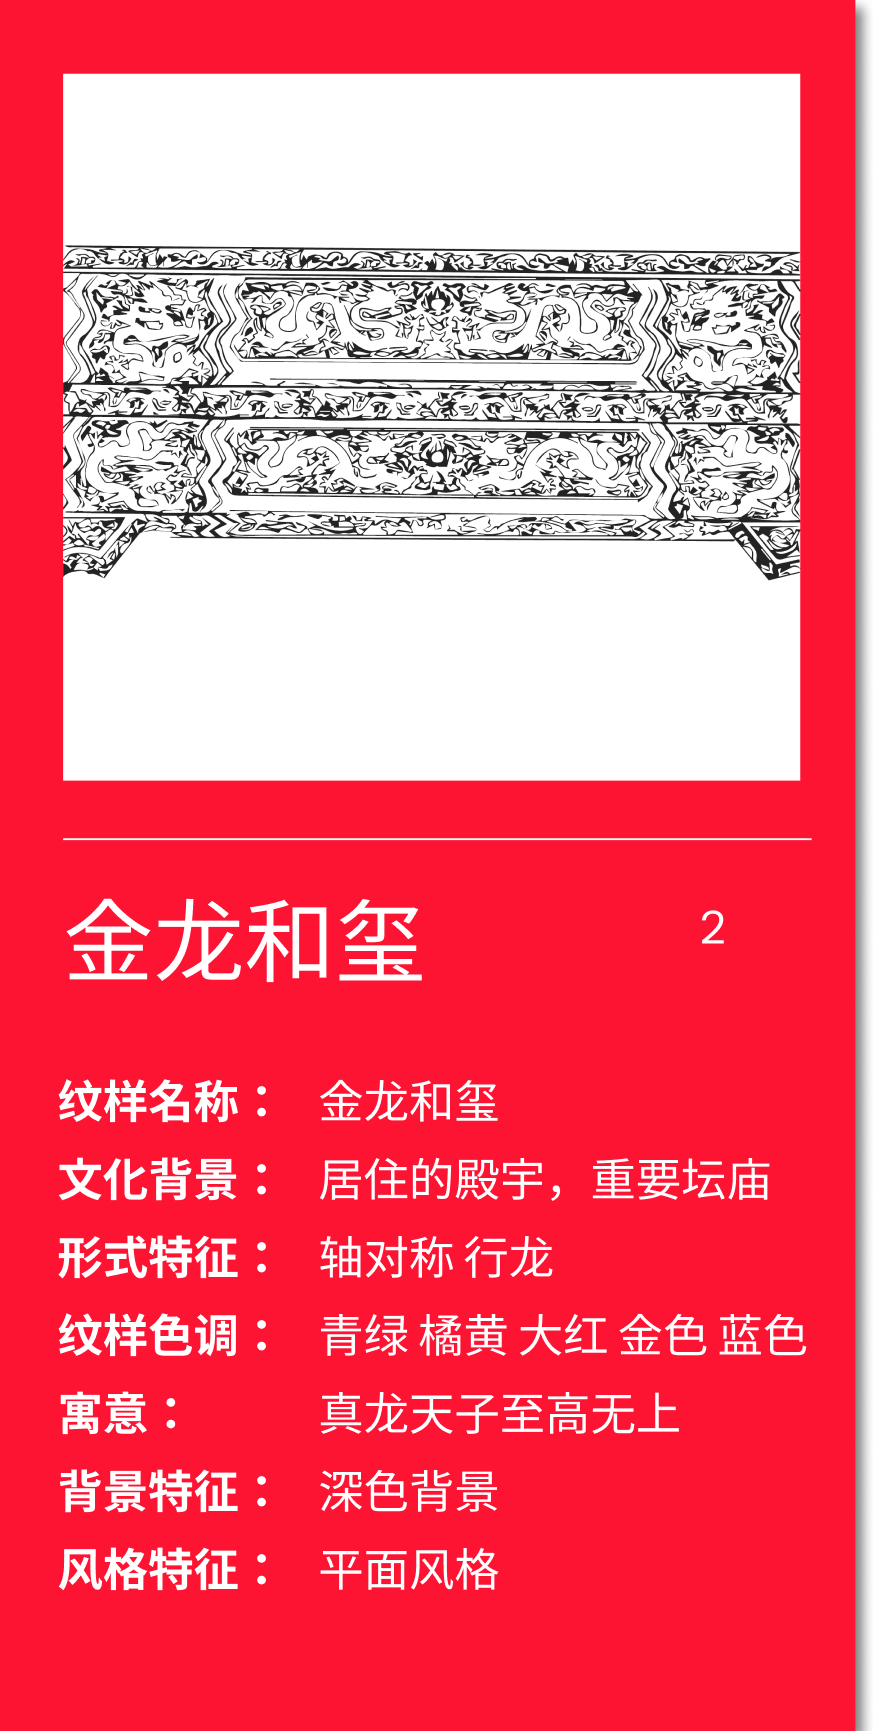 金龙和玺
2
纹样名称： 金龙和玺
文化背景： 居住的殿宇，重要坛庙
形式特征： 轴对称 行龙
纹样色调： 青绿 橘黄 大红 金色 蓝色
寓意： 真龙天子至高无上
背景特征： 深色背景
风格特征： 平面风格